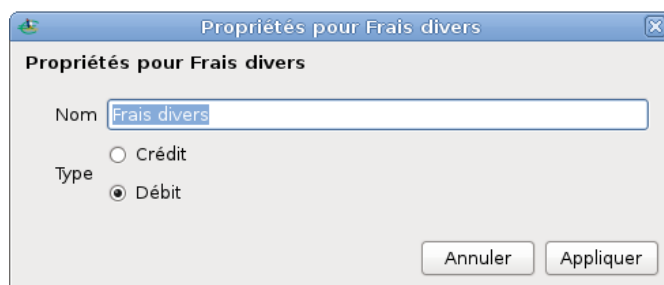 Propriétés pour Frais divers
Propriétés pour Frais divers
Nom Frais divers
Type
Crédit
Débit
Annuler Appliquer